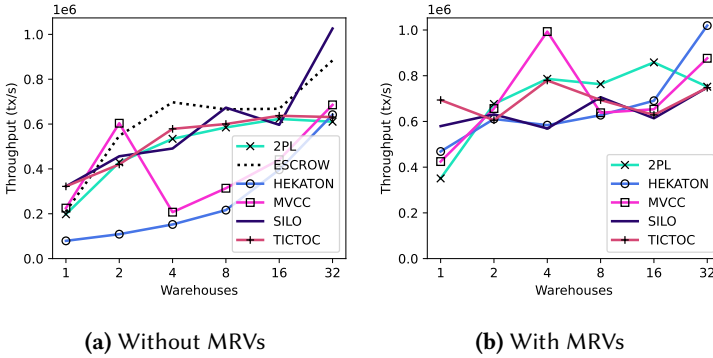 1e6
Throughput (tx/s)
1.0
0.8
0.6
0.4
0.2
0.0
1 2 4 8 16 32
Warehouses
2PL
ESCROW
HEKATON
MVCC
SILO
TICTOC
(a) Without MRVs
1e6
Throughput (tx/s)
1.0
0.8
0.6
0.4
0.2
0.0
1 2 4 8 16 32
Warehouses
2PL
HEKATON
MVCC
SILO
TICTOC
(b) With MRVs